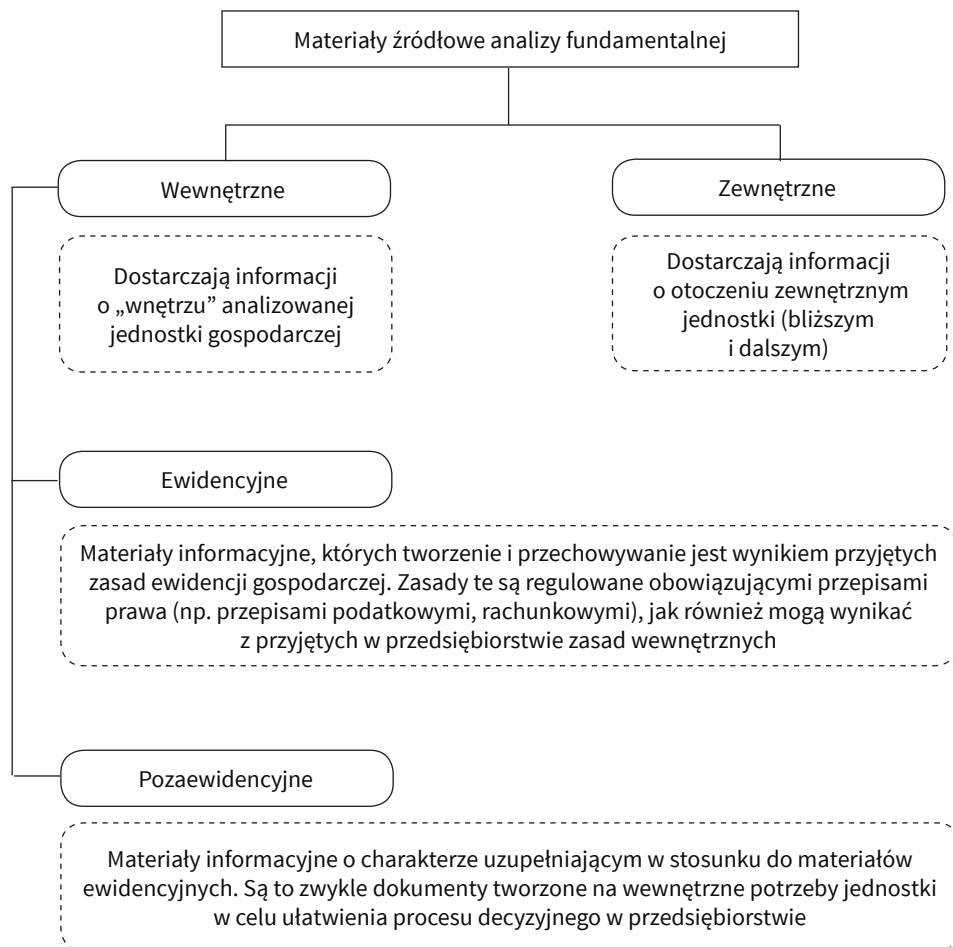 Materiały źródłowe analizy fundamentalnej
Wewnętrzne
Zewnętrzne
Dostarczają informacji
o „wnętrzu” analizowanej
jednostki gospodarczej
Dostarczają informacji
o otoczeniu zewnętrznym
jednostki (bliższym
i dalszym)
Ewidencyjne
Materiały informacyjne, których tworzenie i przechowywanie jest wynikiem przyjętych
zasad ewidencji gospodarczej. Zasady te są regulowane obowiązującymi przepisami
prawa (np. przepisami podatkowymi, rachunkowymi), jak również mogą wynikać
z przyjętych w przedsiębiorstwie zasad wewnętrznych
Pozaewidencyjne
Materiały informacyjne o charakterze uzupełniającym w stosunku do materiałów
ewidencyjnych. Są to zwykle dokumenty tworzone na wewnętrzne potrzeby jednostki
w celu ułatwienia procesu decyzyjnego w przedsiębiorstwie